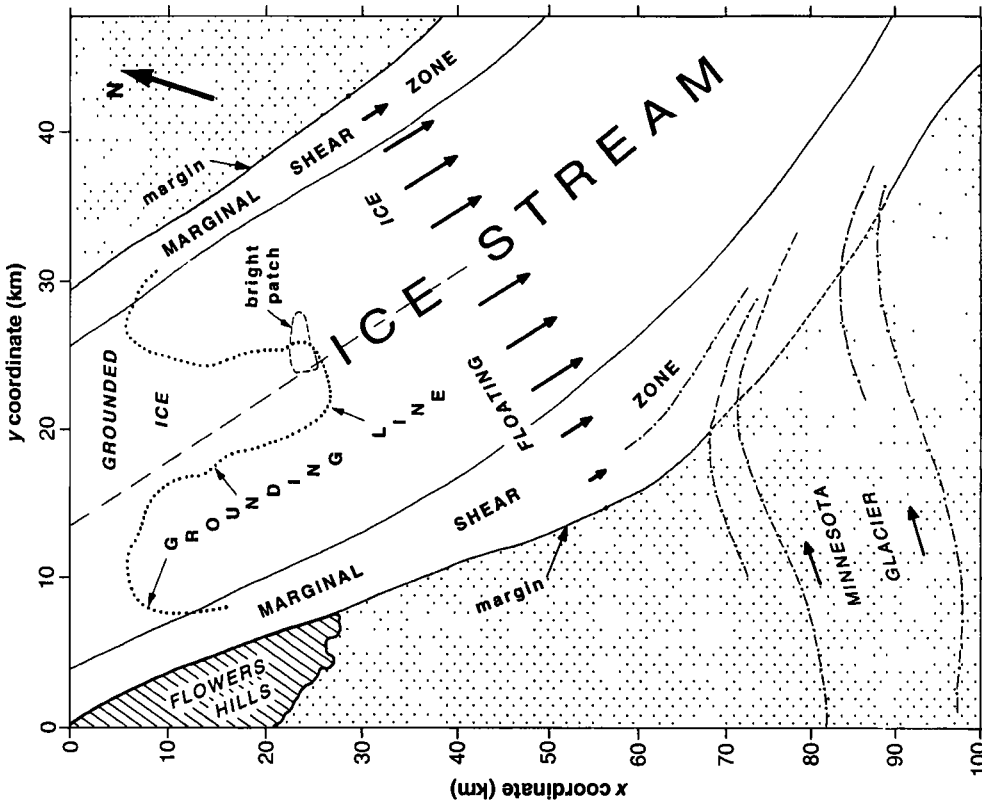 y coordinate (km)
0
10
20
30
40
x coordinate (km)
0
10
20
30
40
50
60
70
80
90
100
N
margin
MARGINAL SHEAR ZONE
GROUNDED
ICE
bright
patch
ICE STREAM
GROUNDING LINE
FLOATING ICE
MARGINAL SHEAR ZONE
margin
FLOWERS
HILLS
MINNESOTA
GLACIER